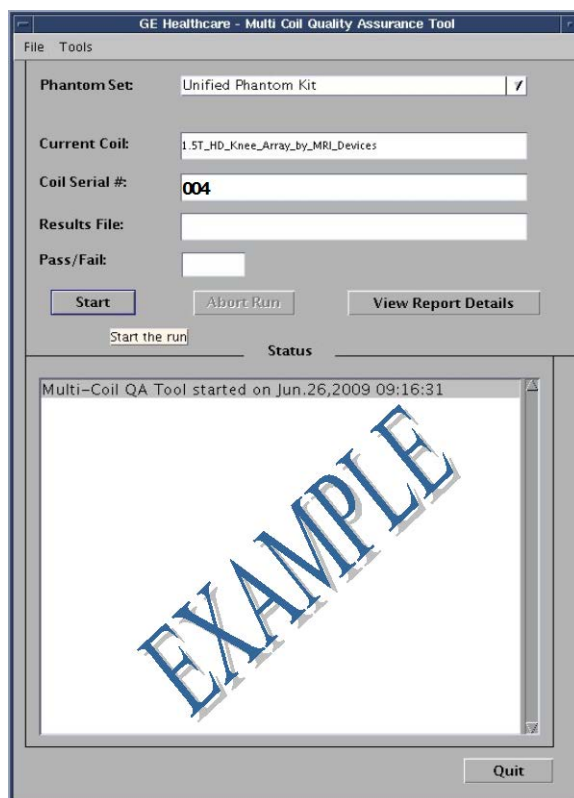 GE Healthcare - Multi Coil Quality Assurance Tool
File Tools
Phantom Set: Unified Phantom Kit
Current Coil: 1.5T_HD_Knee_Array_by_MRI_Devices
Coil Serial #: 004
Results File:
Pass/Fail:
Start Abort Run View Report Details
Start the run
Status
Multi-Coil QA Tool started on Jun.26,2009 09:16:31
EXAMPLE
Quit